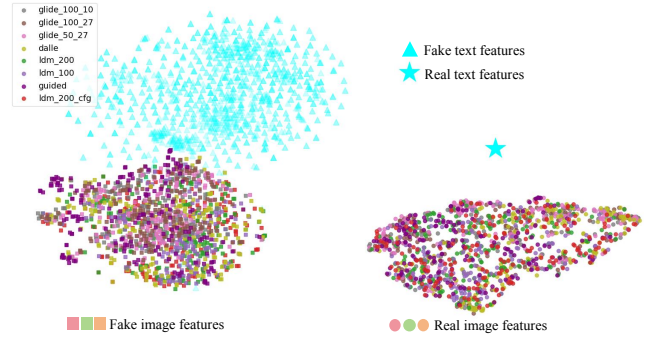 glide_100_10
glide_100_27
glide_50_27
dalle
ldm_200
ldm_100
guided
ldm_200_cfg
Fake text features
Real text features
Fake image features
Real image features